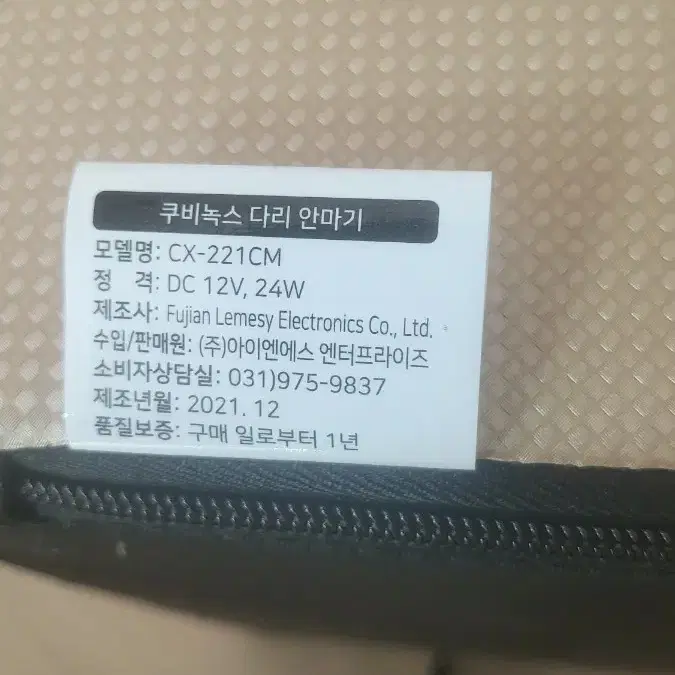 쿠비녹스 다리 안마기
모델명: CX-221CM
정 격: DC 12V, 24W
제조사: Fujian Lemesy Electronics Co., Ltd.
수입/판매원: (주)아이엔에스 엔터프라이즈
소비자상담실: 031)975-9837
제조년월: 2021. 12
품질보증: 구매 일로부터 1년